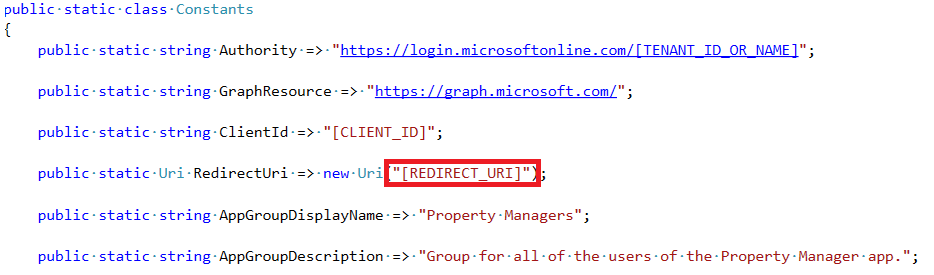 public static class Constants
{
public static string Authority => "https://login.microsoftonline.com/[TENANT_ID_OR_NAME]";
public static string GraphResource => "https://graph.microsoft.com/";
public static string ClientId => "[CLIENT_ID]";
public static Uri RedirectUri => new Uri("[REDIRECT_URI]");
public static string AppGroupDisplayName => "Property Managers";
public static string AppGroupDescription => "Group for all of the users of the Property Manager app.";